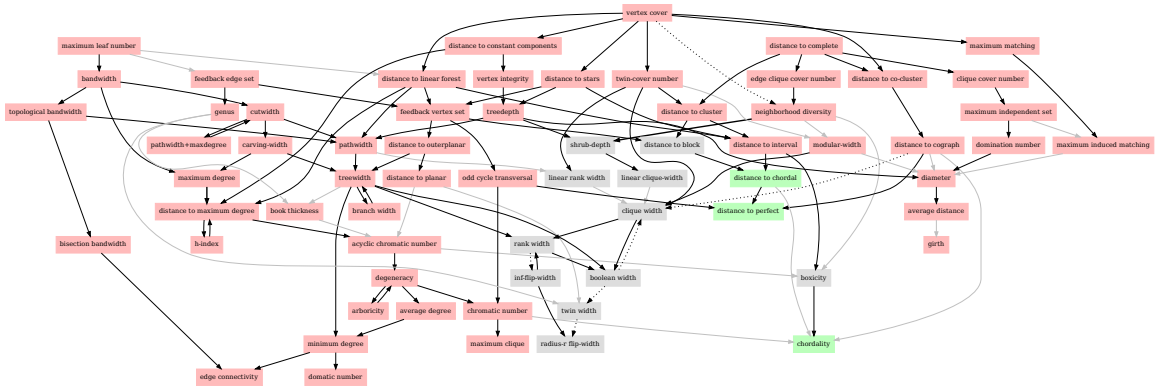 vertex cover
maximum leaf number
distance to constant components
distance to complete
maximum matching
bandwidth
feedback edge set
distance to linear forest
vertex integrity
distance to stars
twin-cover number
edge clique cover number
distance to co-cluster
clique cover number
topological bandwidth
genus
cutwidth
feedback vertex set
treedepth
distance to cluster
neighborhood diversity
maximum independent set
pathwidth+maxdegree
carving-width
pathwidth
distance to outerplanar
shrub-depth
distance to block
distance to interval
modular-width
distance to cograph
domination number
maximum induced matching
maximum degree
treewidth
distance to planar
odd cycle transversal
linear rank width
linear clique-width
distance to chordal
diameter
distance to maximum degree
book thickness
branch width
clique width
distance to perfect
average distance
bisection bandwidth
h-index
acyclic chromatic number
rank width
girth
degeneracy
inf-flip-width
boolean width
boxicity
arboricity
average degree
chromatic number
twin width
minimum degree
maximum clique
radius-r flip-width
chordality
edge connectivity
domatic number